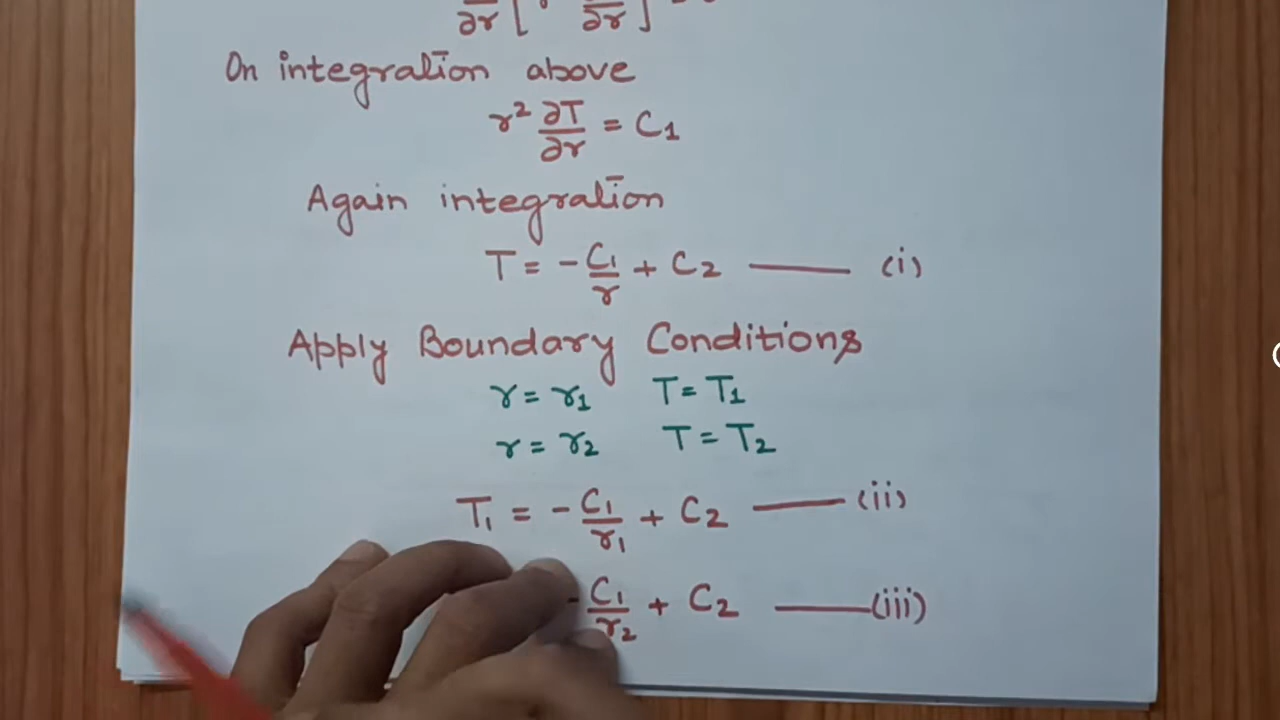 ∂/∂r [ ∂r ]
On integration above
r² ∂T/∂r = C1
Again integration
T = - C1/r + C2 ——— (i)
Apply Boundary Conditions
r = r1 T = T1
r = r2 T = T2
T1 = - C1/r1 + C2 ——— (ii)
- C1/r2 + C2 ——— (iii)